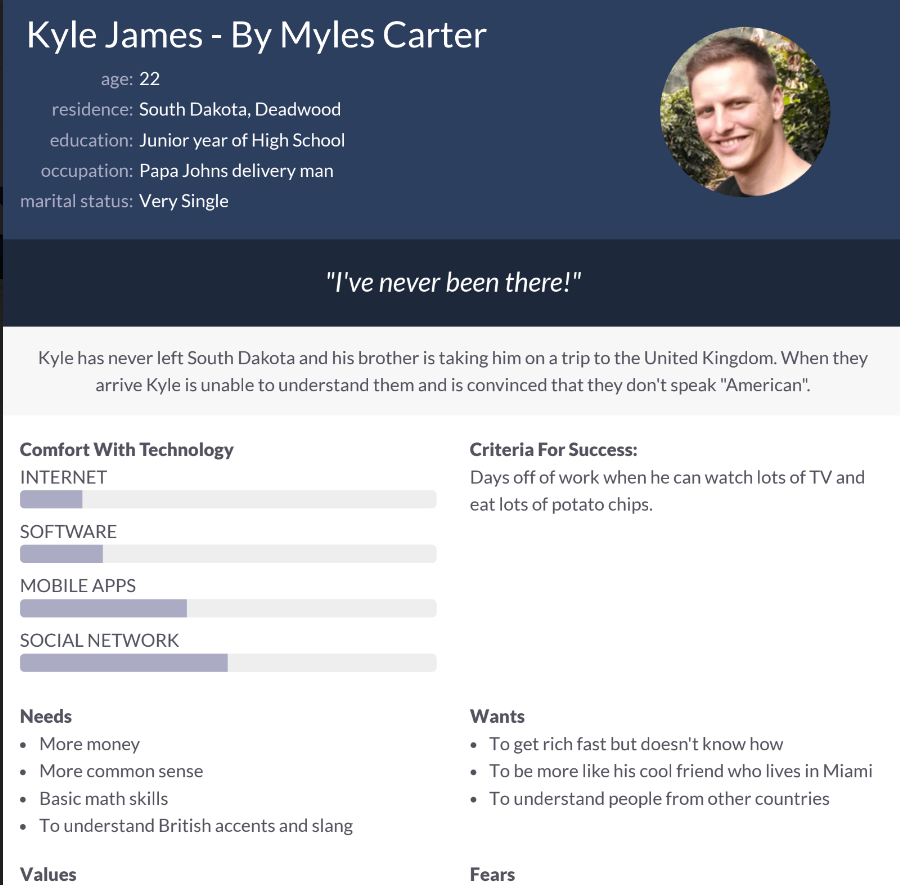 Kyle James - By Myles Carter
age: 22
residence: South Dakota, Deadwood
education: Junior year of High School
occupation: Papa Johns delivery man
marital status: Very Single
"I've never been there!"
Kyle has never left South Dakota and his brother is taking him on a trip to the United Kingdom. When they
arrive Kyle is unable to understand them and is convinced that they don't speak "American".
Comfort With Technology
INTERNET
SOFTWARE
MOBILE APPS
SOCIAL NETWORK
Criteria For Success:
Days off of work when he can watch lots of TV and
eat lots of potato chips.
Needs
• More money
• More common sense
• Basic math skills
• To understand British accents and slang
Wants
• To get rich fast but doesn't know how
• To be more like his cool friend who lives in Miami
• To understand people from other countries
Values
Fears